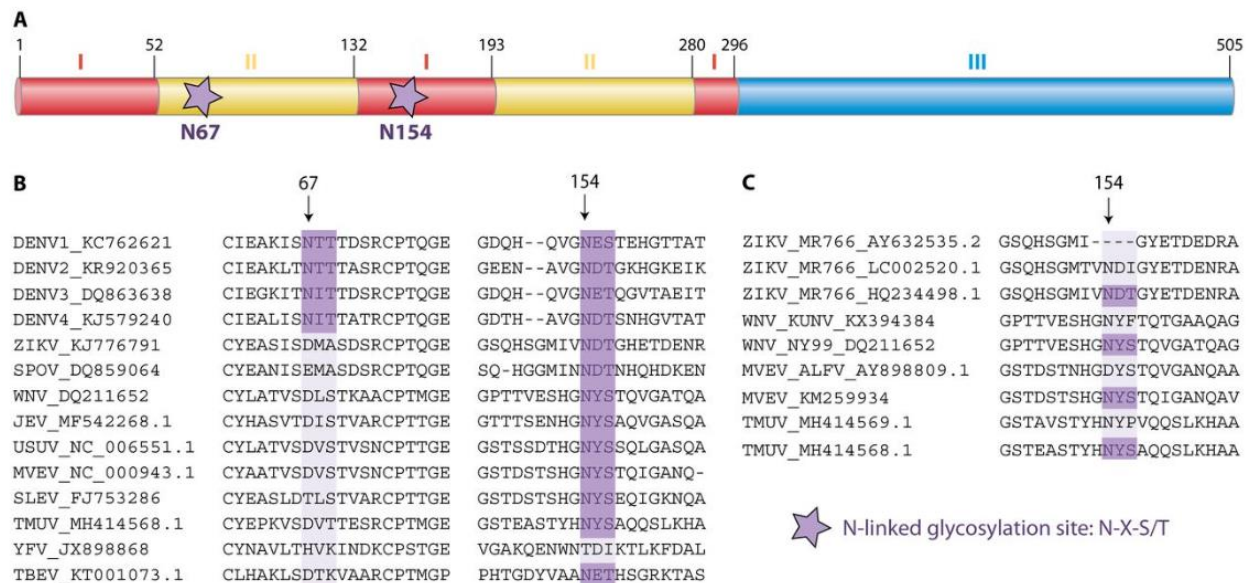 A
1 52 132 193 280 296 505
I II I II I III
N67 N154
B
67 154
DENV1_KC762621 CIEAKISNTTTDSRCPTQGE GDQH--QVGNESTEHGTTAT
DENV2_KR920365 CIEAKLTNTTTASRCPTQGE GEEN--AVGNDTGKHGKEIK
DENV3_DQ863638 CIEGKITNITTDSRCPTQGE GDQH--QVGNETQGVTAEIT
DENV4_KJ579240 CIEALISNITTATRCPTQGE GDTH--AVGNDTSNHGVTAT
ZIKV_KJ776791 CYEASISDMASDSRCPTQGE GSQHSGMIVNDTGHETDENR
SPOV_DQ859064 CYEANISEMASDSRCPTQGE SQ-HGGMINNDTNHQHDKEN
WNV_DQ211652 CYLATVSDLSTKAACPTMGE GPTTVESHGNYSTQVGATQA
JEV_MF542268.1 CYHASVTDISTVARCPTTGE GTTTSENHGNYSAQVGASQA
USUV_NC_006551.1 CYLATVSDVSTVSNCPTTGE GSTSSDTHGNYSSQLGASQA
MVEV_NC_000943.1 CYAATVSDVSTVSNCPTTGE GSTDSTSHGNYSTQIGANQ-
SLEV_FJ753286 CYEASLDTLSTVARCPTTGE GSTDSTSHGNYSEQIGKNQA
TMUV_MH414568.1 CYEPKVSDVTTESRCPTMGE GSTEASTYHNYSAQQSLKHA
YFV_JX898868 CYNAVLTHVKINDKCPSTGE VGAKQENWNTDIKTLKFDAL
TBEV_KT001073.1 CLHAKLSDTKVAARCPTMGP PHTGDYVAANETHSGRKTAS
C
154
ZIKV_MR766_AY632535.2 GSQHSGMI----GYETDEDRA
ZIKV_MR766_LC002520.1 GSQHSGMTVNDIGYETDENRA
ZIKV_MR766_HQ234498.1 GSQHSGMIVNDTGYETDENRA
WNV_KUNV_KX394384 GPTTVESHGNYFTQTGAAQAG
WNV_NY99_DQ211652 GPTTVESHGNYSTQVGATQAG
MVEV_ALFV_AY898809.1 GSTDSTNHGDYSTQVGANQAA
MVEV_KM259934 GSTDSTSHGNYSTQIGANQAV
TMUV_MH414569.1 GSTAVSTYHNYPVQQSLKHAA
TMUV_MH414568.1 GSTEASTYHNYSAQQSLKHAA
N-linked glycosylation site: N-X-S/T